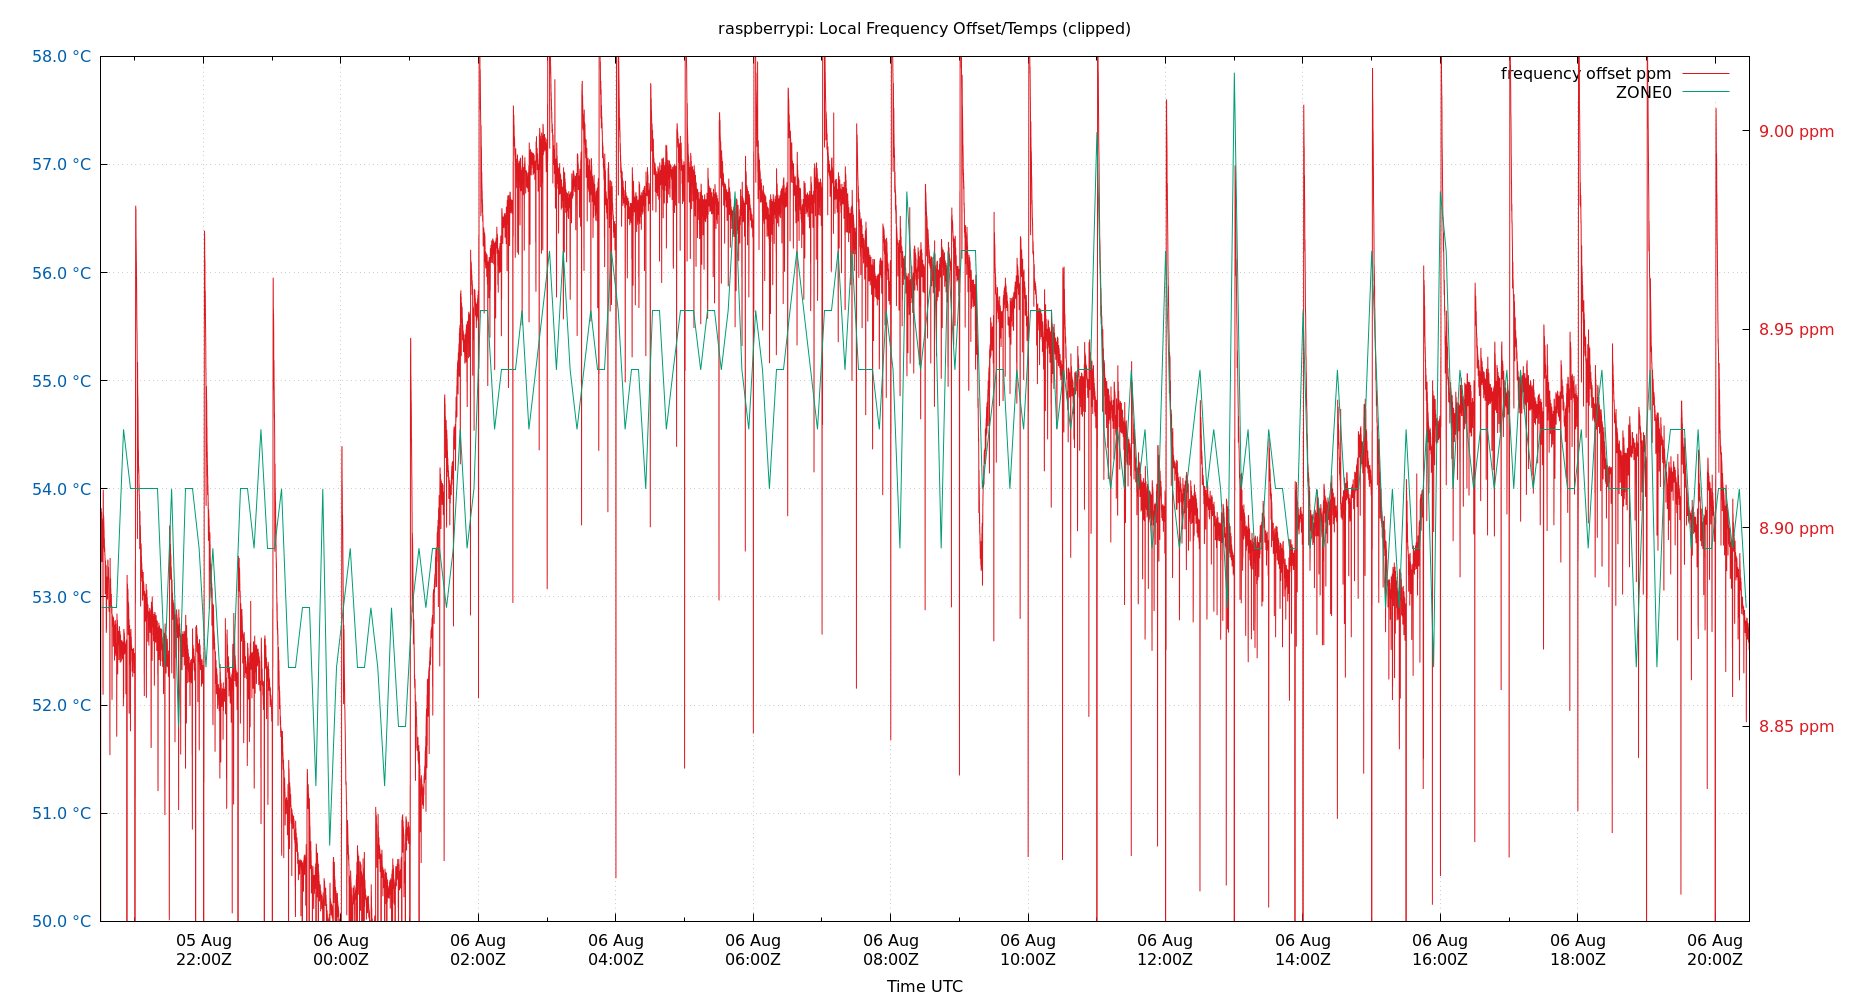 raspberrypi: Local Frequency Offset/Temps (clipped)
58.0 °C
57.0 °C
56.0 °C
55.0 °C
54.0 °C
53.0 °C
52.0 °C
51.0 °C
50.0 °C
frequency offset ppm
ZONE0
9.00 ppm
8.95 ppm
8.90 ppm
8.85 ppm
05 Aug
22:00Z
06 Aug
00:00Z
06 Aug
02:00Z
06 Aug
04:00Z
06 Aug
06:00Z
06 Aug
08:00Z
06 Aug
10:00Z
06 Aug
12:00Z
06 Aug
14:00Z
06 Aug
16:00Z
06 Aug
18:00Z
06 Aug
20:00Z
Time UTC